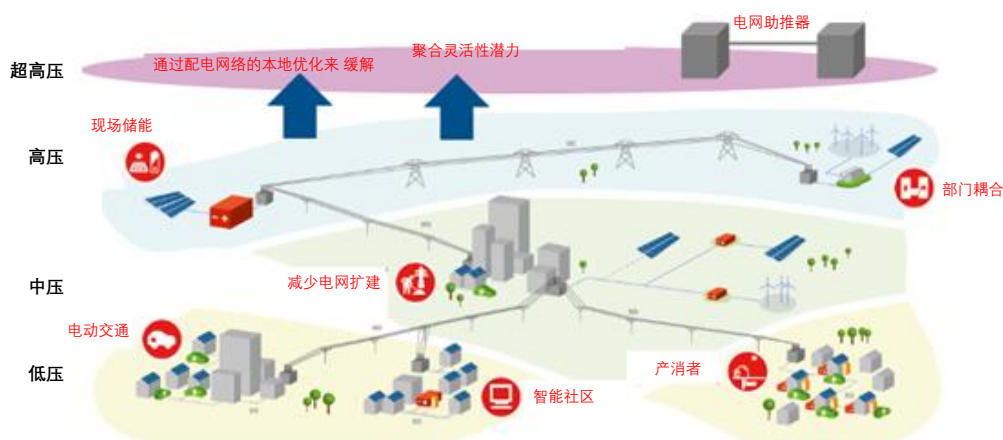 电网助推器
聚合灵活性潜力
通过配电网络的本地优化来 缓解
超高压
现场储能
高压
部门耦合
减少电网扩建
中压
电动交通
产消者
低压
智能社区